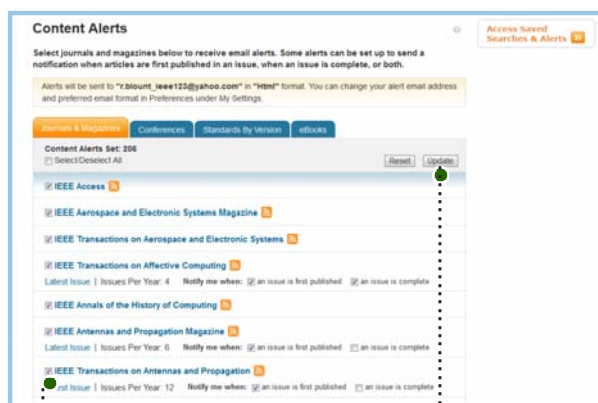 Content Alerts
Access Saved
Searches & Alerts
Select journals and magazines below to receive email alerts. Some alerts can be set up to send a
notification when articles are first published in an issue, when an issue is complete, or both.
Alerts will be sent to "r.blount_ieee123@yahoo.com" in "Html" format. You can change your alert email address
and preferred email format in Preferences under My Settings.
Journals & Magazines Conferences Standards By Version eBooks
Content Alerts Set: 206
Select/Deselect All Reset Update
IEEE Access
IEEE Aerospace and Electronic Systems Magazine
IEEE Transactions on Aerospace and Electronic Systems
IEEE Transactions on Affective Computing
Latest Issue | Issues Per Year: 4 Notify me when: an issue is first published an issue is complete
IEEE Annals of the History of Computing
IEEE Antennas and Propagation Magazine
Latest Issue | Issues Per Year: 6 Notify me when: an issue is first published an issue is complete
IEEE Transactions on Antennas and Propagation
Issue | Issues Per Year: 12 Notify me when: an issue is first published an issue is complete